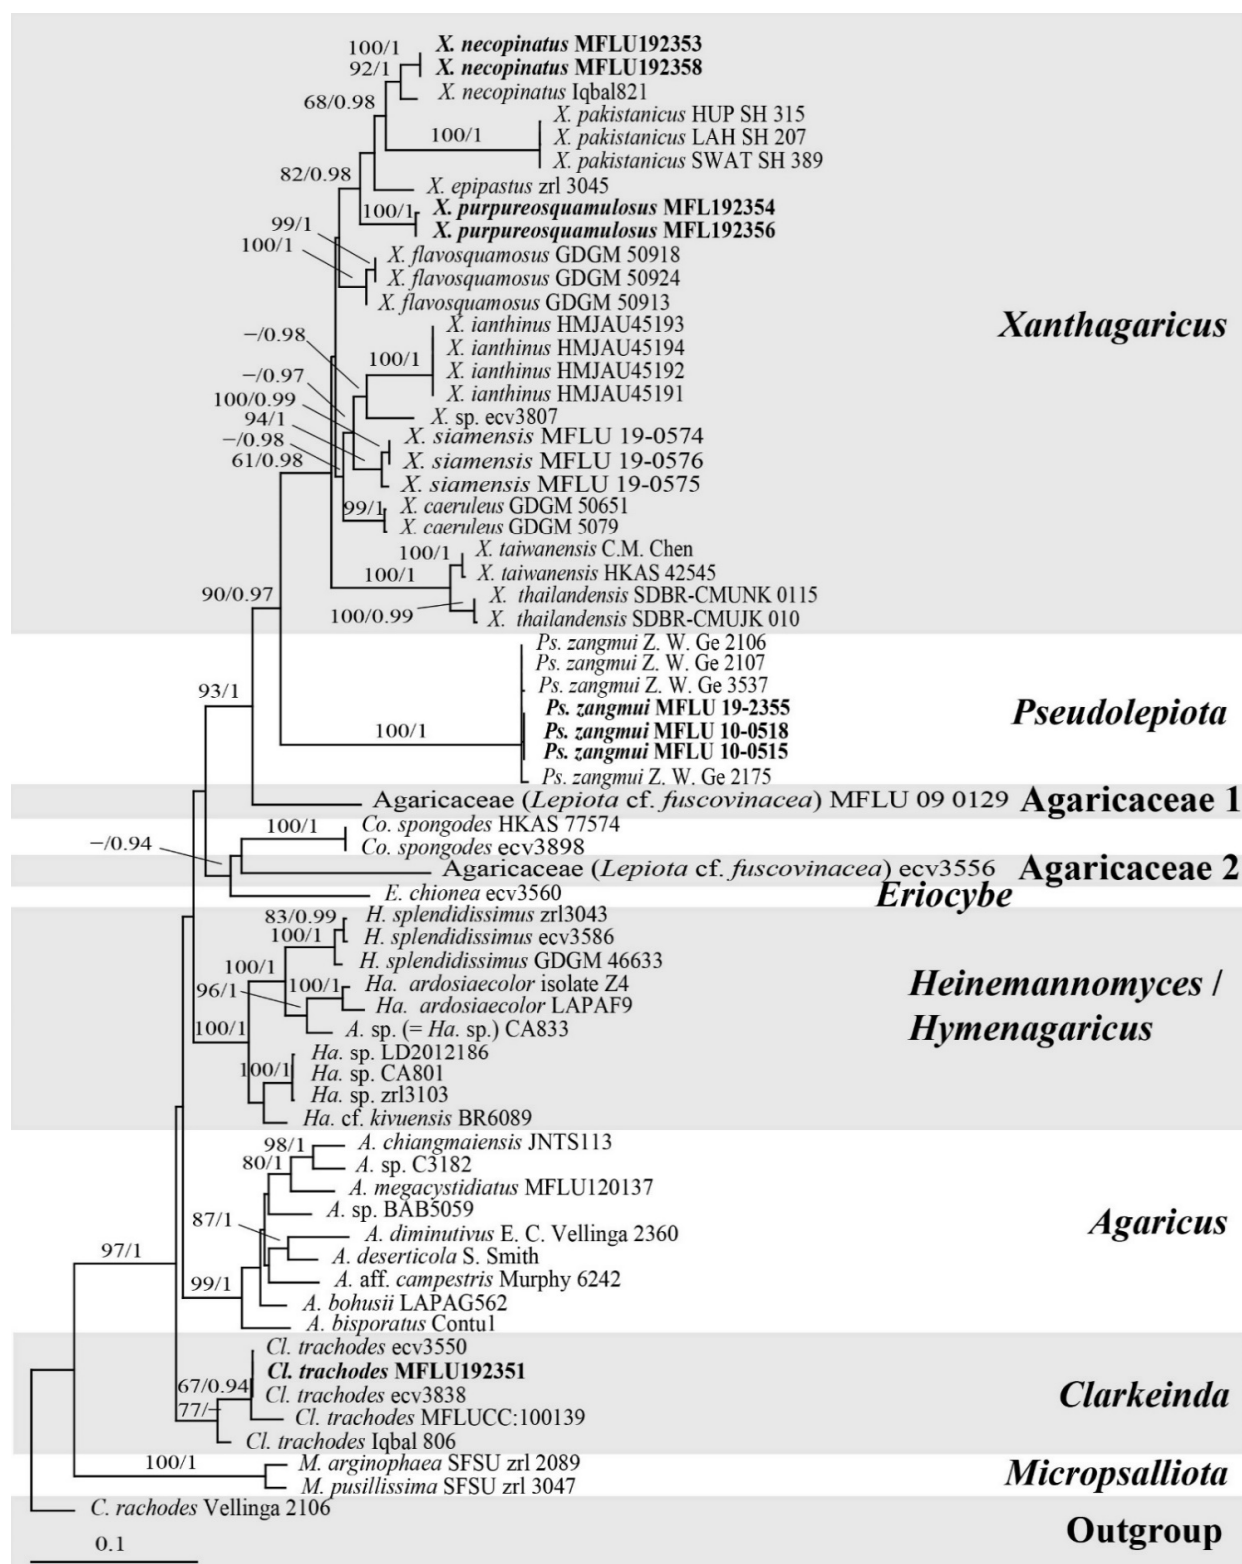 100/1
X. necopinatus MFLU192353
92/1
X. necopinatus MFLU192358
X. necopinatus Iqbal821
68/0.98
X. pakistanicus HUP SH 315
100/1
X. pakistanicus LAH SH 207
X. pakistanicus SWAT SH 389
82/0.98
X. epipastus zrl 3045
100/1
X. purpureosquamulosus MFL192354
X. purpureosquamulosus MFL192356
99/1
100/1
X. flavosquamosus GDGM 50918
X. flavosquamosus GDGM 50924
X. flavosquamosus GDGM 50913
Xanthagaricus
X. ianthinus HMJAU45193
−/0.98
X. ianthinus HMJAU45194
100/1
X. ianthinus HMJAU45192
−/0.97
X. ianthinus HMJAU45191
100/0.99
X. sp. ecv3807
94/1
X. siamensis MFLU 19-0574
−/0.98
X. siamensis MFLU 19-0576
61/0.98
X. siamensis MFLU 19-0575
99/1
X. caeruleus GDGM 50651
X. caeruleus GDGM 5079
100/1
X. taiwanensis C.M. Chen
100/1
X. taiwanensis HKAS 42545
90/0.97
X. thailandensis SDBR-CMUNK 0115
100/0.99
X. thailandensis SDBR-CMUJK 010
Ps. zangmui Z. W. Ge 2106
Ps. zangmui Z. W. Ge 2107
93/1
Ps. zangmui Z. W. Ge 3537
Ps. zangmui MFLU 19-2355
Pseudolepiota
100/1
Ps. zangmui MFLU 10-0518
Ps. zangmui MFLU 10-0515
Ps. zangmui Z. W. Ge 2175
Agaricaceae (Lepiota cf. fuscovinacea) MFLU 09 0129 Agaricaceae 1
100/1
Co. spongodes HKAS 77574
−/0.94
Co. spongodes ecv3898
Agaricaceae (Lepiota cf. fuscovinacea) ecv3556 Agaricaceae 2
E. chionea ecv3560
Eriocybe
83/0.99
H. splendidissimus zrl3043
100/1
H. splendidissimus ecv3586
100/1
H. splendidissimus GDGM 46633
96/1
100/1
Ha. ardosiaecolor isolate Z4
Heinemannomyces /
Ha. ardosiaecolor LAPAF9
Hymenagaricus
100/1
A. sp. (= Ha. sp.) CA833
Ha. sp. LD2012186
100/1
Ha. sp. CA801
Ha. sp. zrl3103
Ha. cf. kivuensis BR6089
98/1
A. chiangmaiensis JNTS113
80/1
A. sp. C3182
A. megacystidiatus MFLU120137
A. sp. BAB5059
87/1
A. diminutivus E. C. Vellinga 2360
Agaricus
97/1
A. deserticola S. Smith
A. aff. campestris Murphy 6242
99/1
A. bohusii LAPAG562
A. bisporatus Contu1
Cl. trachodes ecv3550
Cl. trachodes MFLU192351
67/0.94
Cl. trachodes ecv3838
Clarkeinda
77/−
Cl. trachodes MFLUCC:100139
Cl. trachodes Iqbal 806
100/1
M. arginophaea SFSU zrl 2089
Micropsalliota
M. pusillissima SFSU zrl 3047
C. rachodes Vellinga 2106
Outgroup
0.1